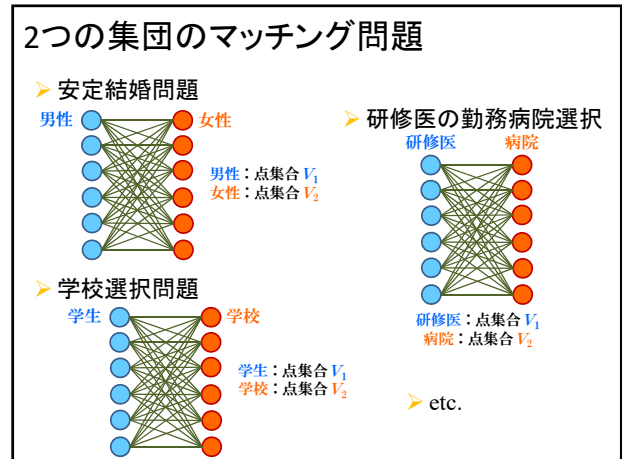 2つの集団のマッチング問題
➢ 安定結婚問題
男性 女性
男性：点集合 V₁
女性：点集合 V₂
➢ 研修医の勤務病院選択
研修医 病院
研修医：点集合 V₁
病院：点集合 V₂
➢ 学校選択問題
学生 学校
学生：点集合 V₁
学校：点集合 V₂
➢ etc.